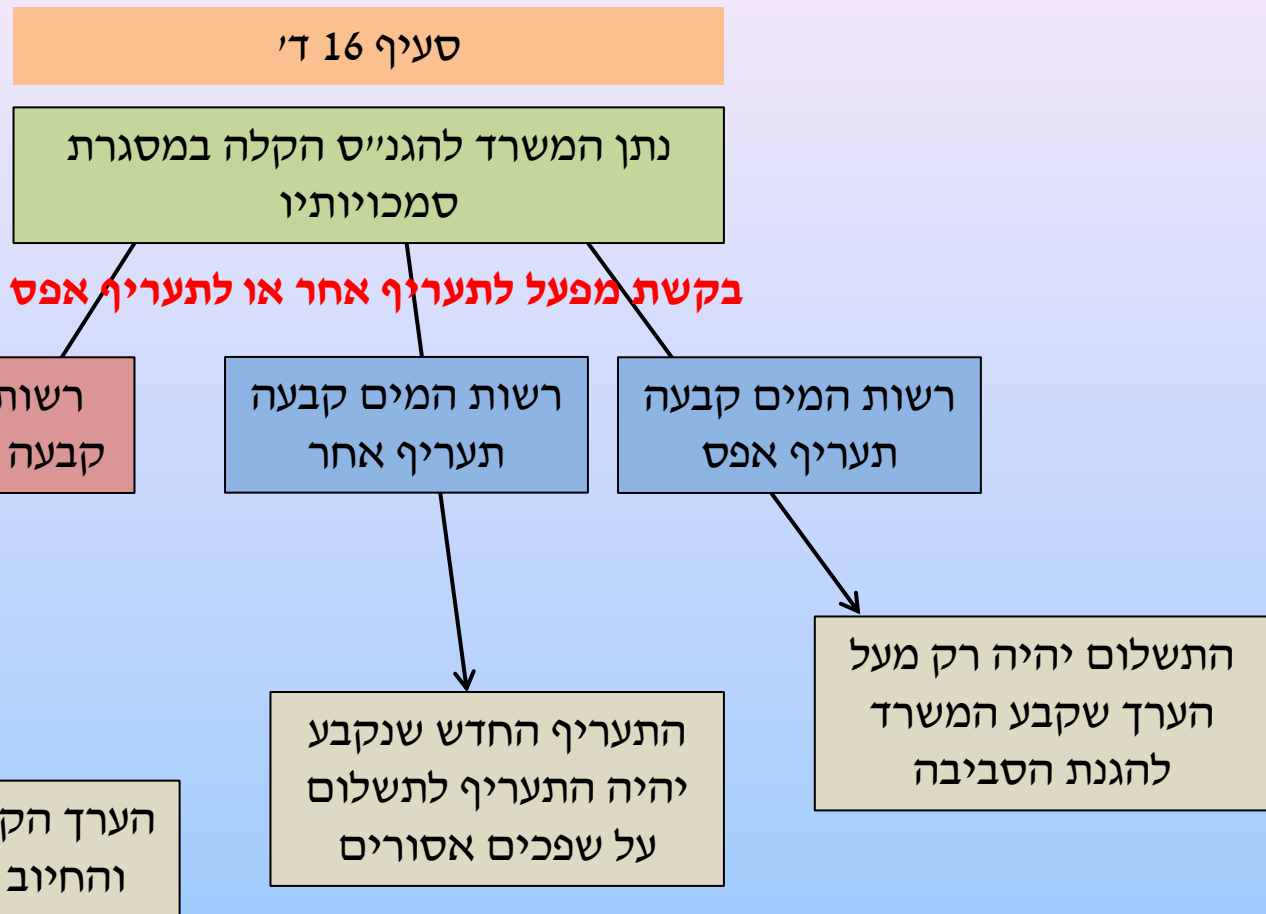 סעיף 16 ד׳
נתן המשרד להגנ״ס הקלה במסגרת
סמכויותיו
בקשת מפעל לתעריף אחר או לתעריף אפס
רשות המים קבעה
תעריף אפס
רשות המים קבעה
תעריף אחר
רשות
קבעה
התשלום יהיה רק מעל
הערך שקבע המשרד
להגנת הסביבה
התעריף החדש שנקבע
יהיה התעריף לתשלום
על שפכים אסורים
הערך הק
והחיוב